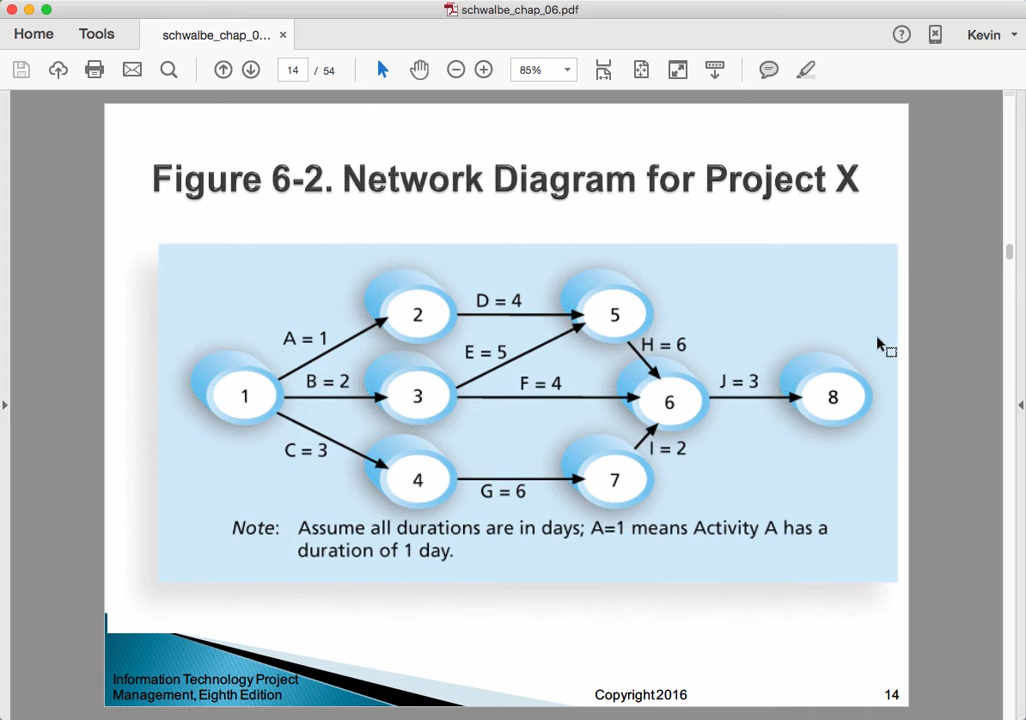 schwalbe_chap_06.pdf
Home Tools schwalbe_chap_0... × ? Kevin
14 / 54 85%
Figure 6-2. Network Diagram for Project X
2 D = 4 5
A = 1 E = 5 H = 6
1 B = 2 3 F = 4 6 J = 3 8
C = 3 I = 2
4 G = 6 7
Note: Assume all durations are in days; A=1 means Activity A has a
duration of 1 day.
Information Technology Project
Management, Eighth Edition Copyright 2016 14